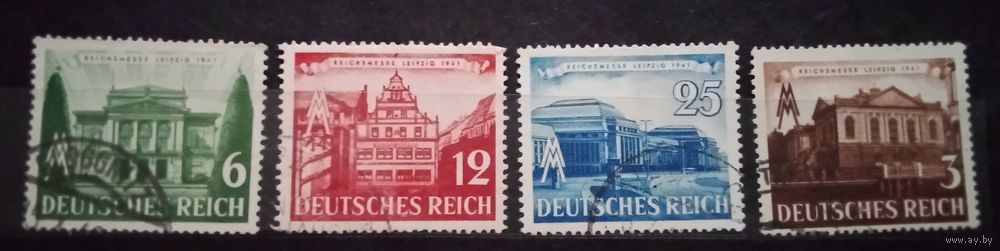 REICHSMESSE LEIPZIG 1941
6
DEUTSCHES REICH
REICHSMESSE LEIPZIG 1941
12
DEUTSCHES REICH
REICHSMESSE LEIPZIG 1941
25
DEUTSCHES REICH
REICHSMESSE LEIPZIG 1941
3
DEUTSCHES REICH
www.ay.by